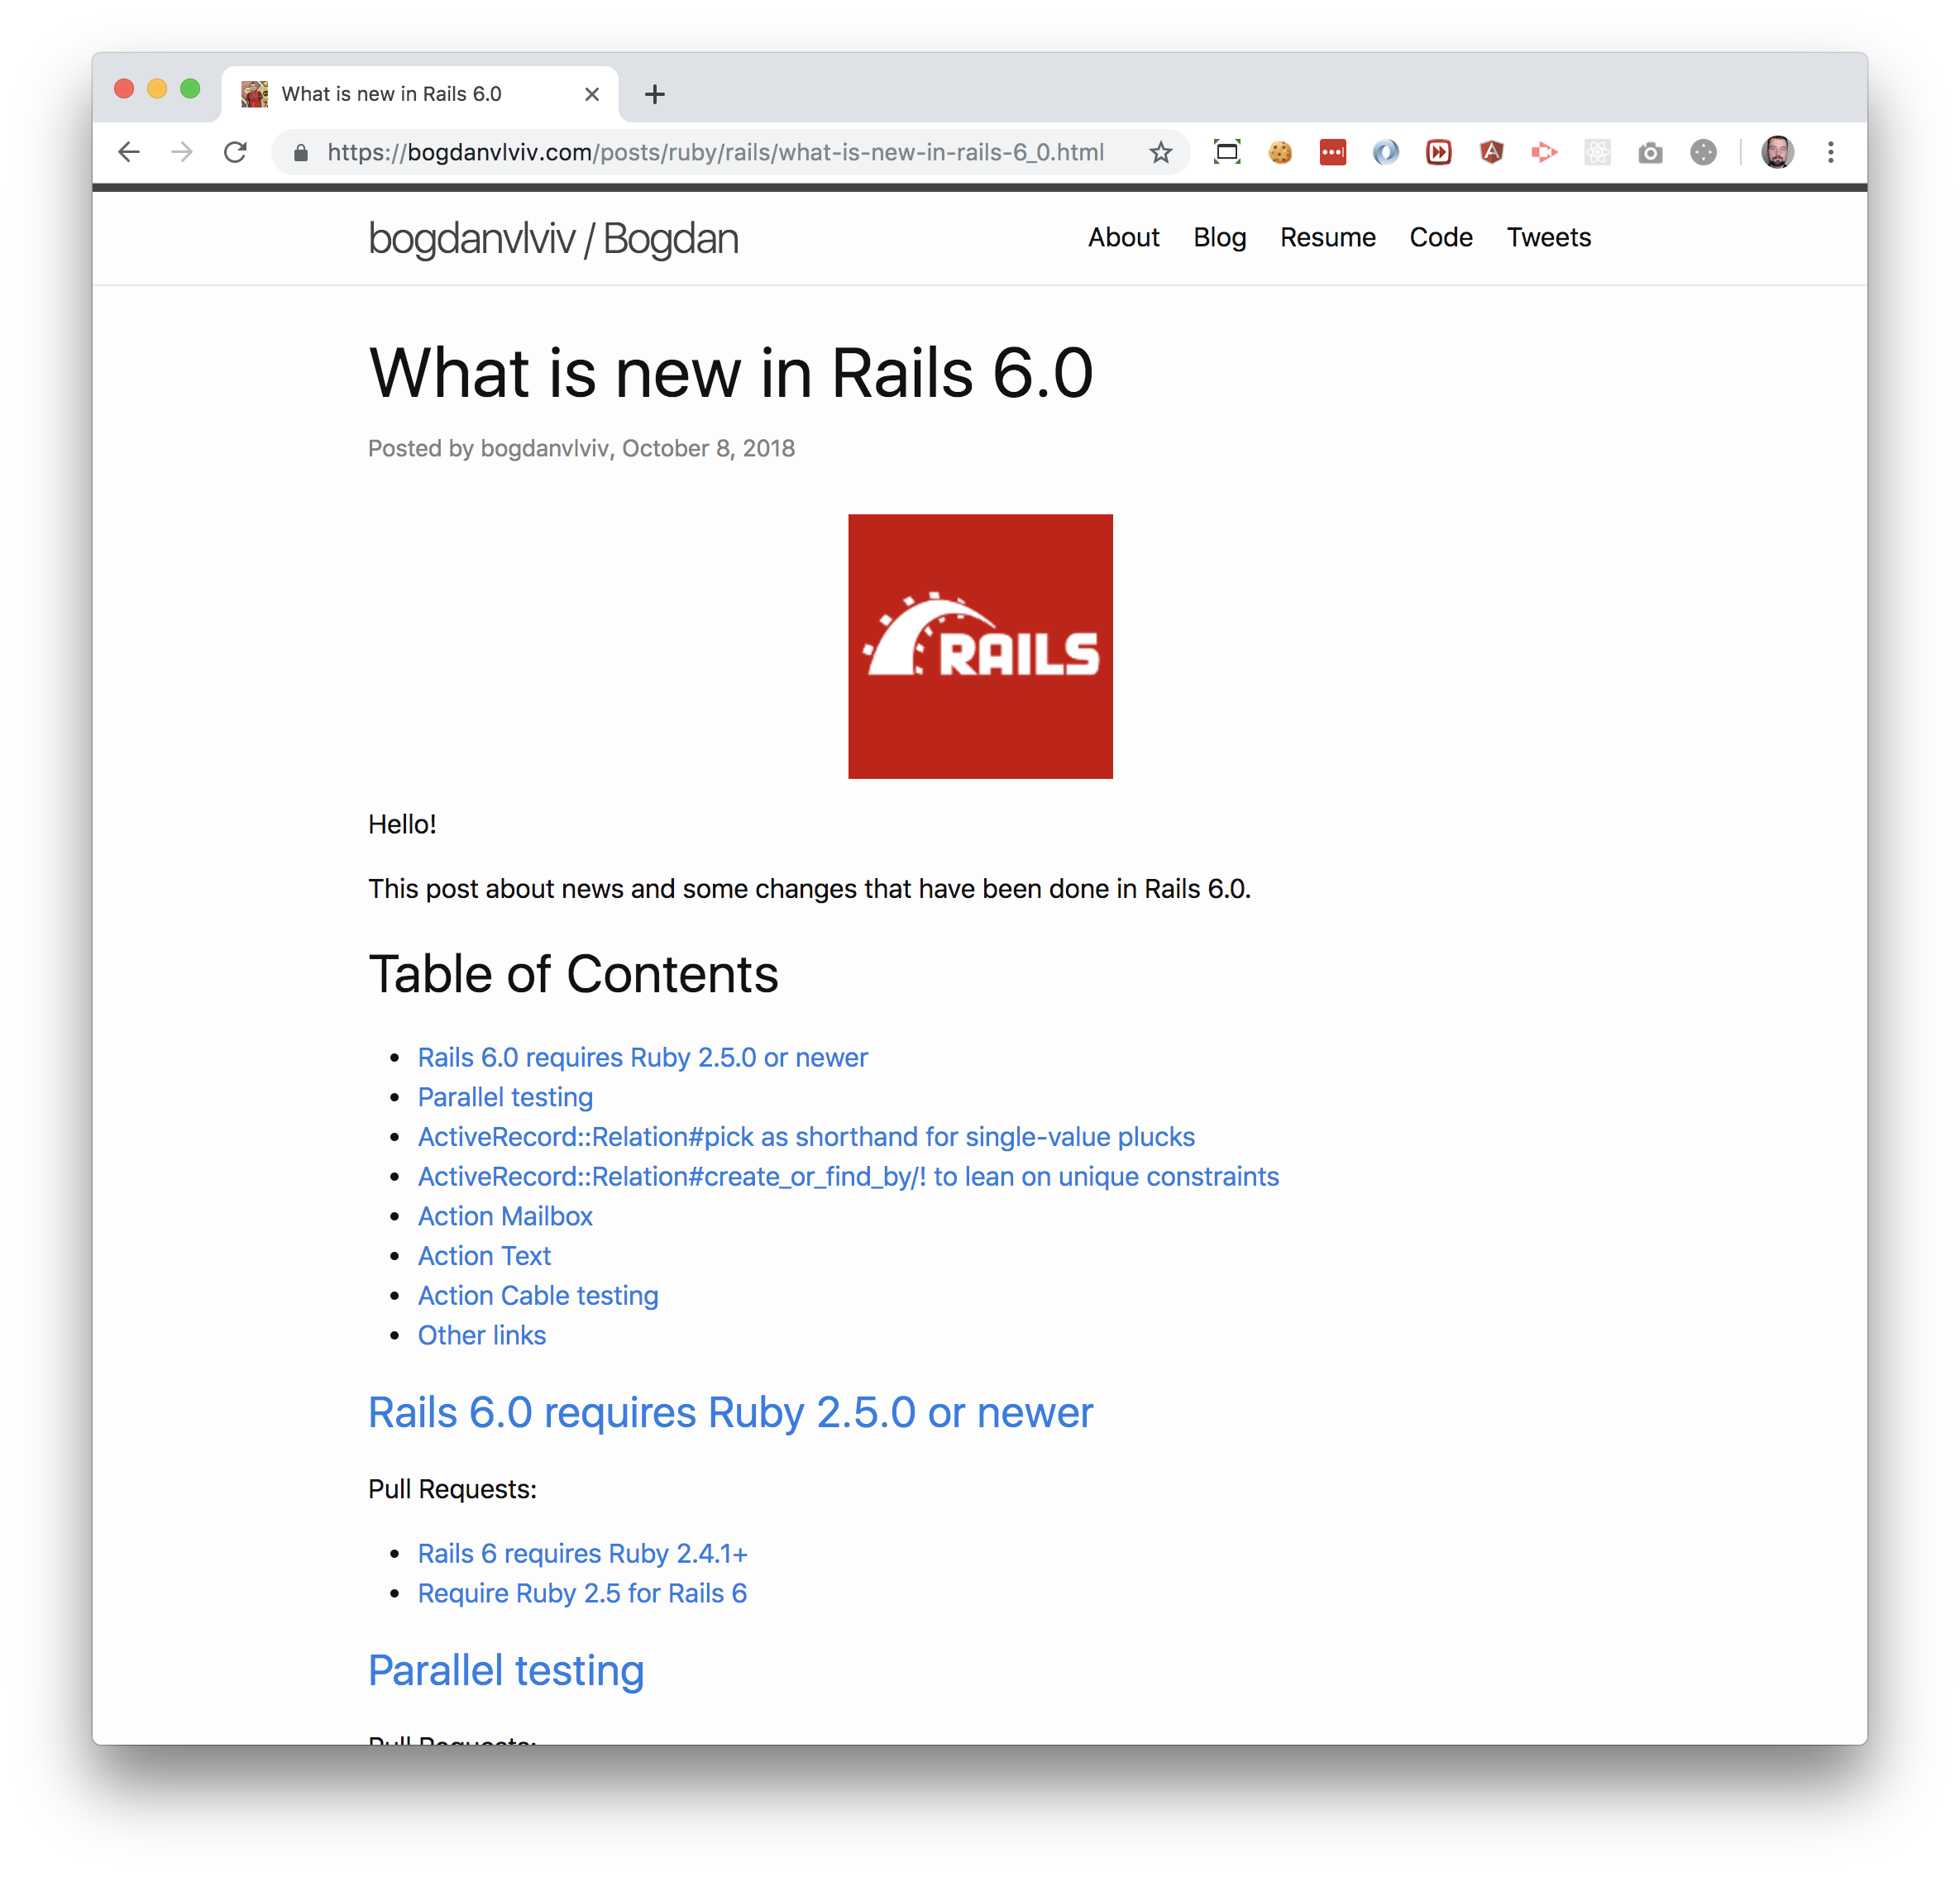 What is new in Rails 6.0
https://bogdanvlviv.com/posts/ruby/rails/what-is-new-in-rails-6_0.html
bogdanvlviv / Bogdan
About Blog Resume Code Tweets
What is new in Rails 6.0
Posted by bogdanvlviv, October 8, 2018
RAILS
Hello!
This post about news and some changes that have been done in Rails 6.0.
Table of Contents
• Rails 6.0 requires Ruby 2.5.0 or newer
• Parallel testing
• ActiveRecord::Relation#pick as shorthand for single-value plucks
• ActiveRecord::Relation#create_or_find_by/! to lean on unique constraints
• Action Mailbox
• Action Text
• Action Cable testing
• Other links
Rails 6.0 requires Ruby 2.5.0 or newer
Pull Requests:
• Rails 6 requires Ruby 2.4.1+
• Require Ruby 2.5 for Rails 6
Parallel testing
Pull Requests: